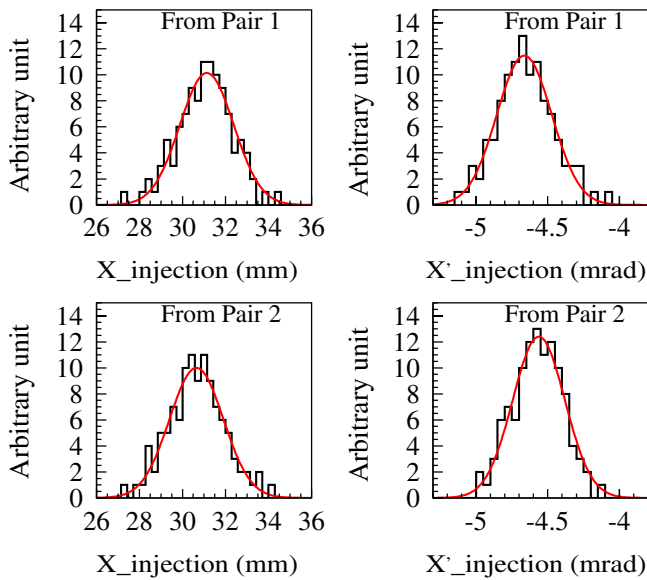 From Pair 1
Arbitrary unit
14
12
10
8
6
4
2
0
26 28 30 32 34 36
X_injection (mm)
From Pair 1
Arbitrary unit
14
12
10
8
6
4
2
0
-5 -4.5 -4
X’_injection (mrad)
From Pair 2
Arbitrary unit
14
12
10
8
6
4
2
0
26 28 30 32 34 36
X_injection (mm)
From Pair 2
Arbitrary unit
14
12
10
8
6
4
2
0
-5 -4.5 -4
X’_injection (mrad)